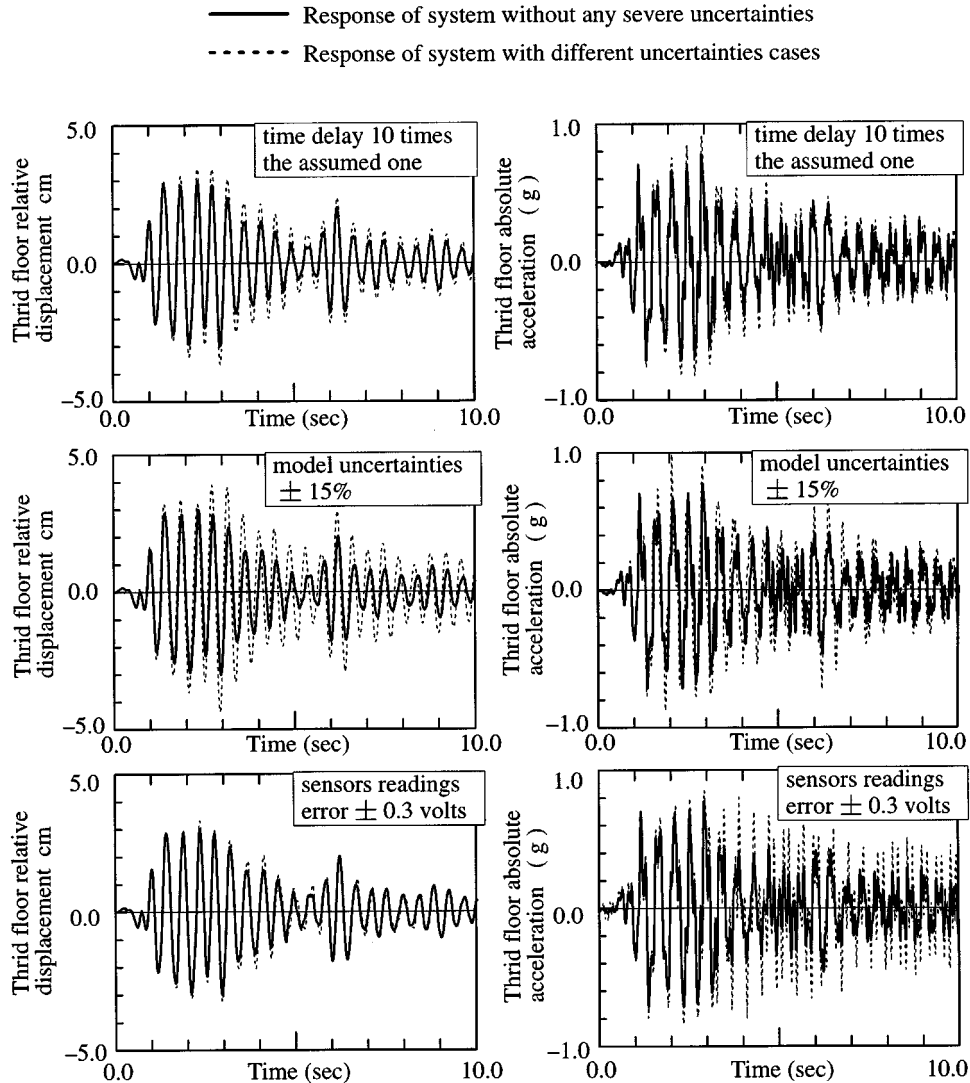 Response of system without any severe uncertainties
Response of system with different uncertainties cases
5.0
0.0
−5.0
Thrid floor relative
displacement cm
time delay 10 times
the assumed one
0.0
Time (sec)
10.0
1.0
0.0
−1.0
Thrid floor absolute
acceleration ( g )
time delay 10 times
the assumed one
0.0
Time (sec)
10.0
5.0
0.0
−5.0
Thrid floor relative
displacement cm
model uncertainties
± 15%
0.0
Time (sec)
10.0
1.0
0.0
−1.0
Thrid floor absolute
acceleration ( g )
model uncertainties
± 15%
0.0
Time (sec)
10.0
5.0
0.0
−5.0
Thrid floor relative
displacement cm
sensors readings
error ± 0.3 volts
0.0
Time (sec)
10.0
1.0
0.0
−1.0
Thrid floor absolute
acceleration ( g )
sensors readings
error ± 0.3 volts
0.0
Time (sec)
10.0